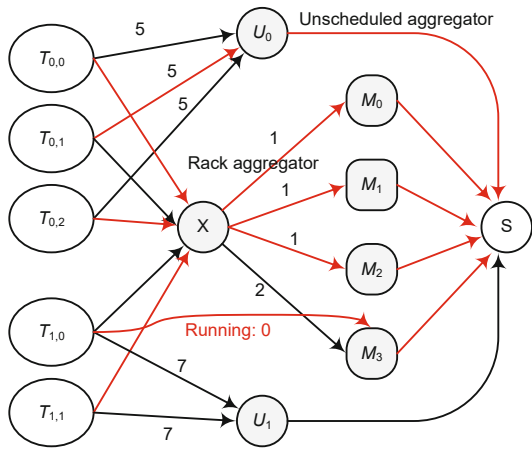 Unscheduled aggregator
5
U0
T0,0
5
M0
5
1
T0,1
Rack aggregator
1
M1
T0,2
X
S
1
M2
2
T1,0
Running: 0
M3
7
T1,1
7
U1